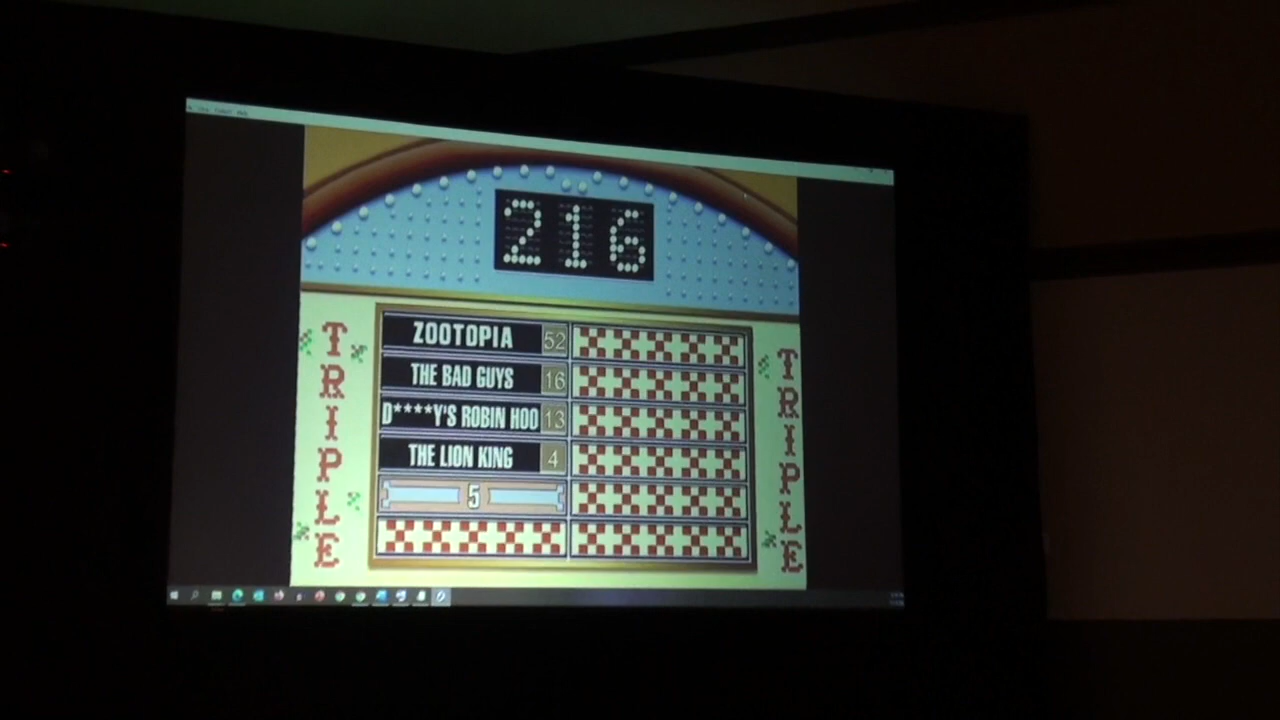 216
TRIPLE
ZOOTOPIA 52
THE BAD GUYS 16
D****Y'S ROBIN HOO 13
THE LION KING 4
5
TRIPLE